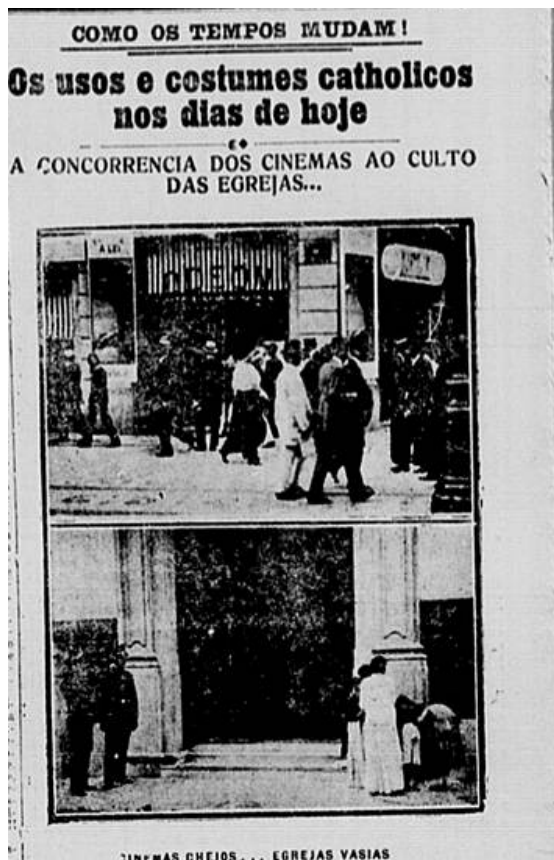 COMO OS TEMPOS MUDAM!
Os usos e costumes catholicos
nos dias de hoje
A CONCORRENCIA DOS CINEMAS AO CULTO
DAS EGREJAS...
ODEON
CINEMAS CHEIOS... EGREJAS VASIAS